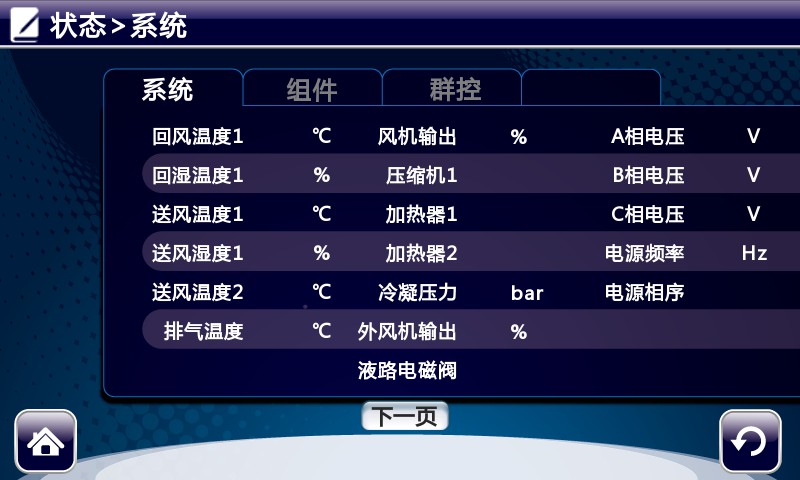 状态>系统
系统 组件 群控
回风温度1 ℃ 风机输出 % A相电压 V
回湿温度1 % 压缩机1 B相电压 V
送风温度1 ℃ 加热器1 C相电压 V
送风湿度1 % 加热器2 电源频率 Hz
送风温度2 ℃ 冷凝压力 bar 电源相序
排气温度 ℃ 外风机输出 %
液路电磁阀
下一页